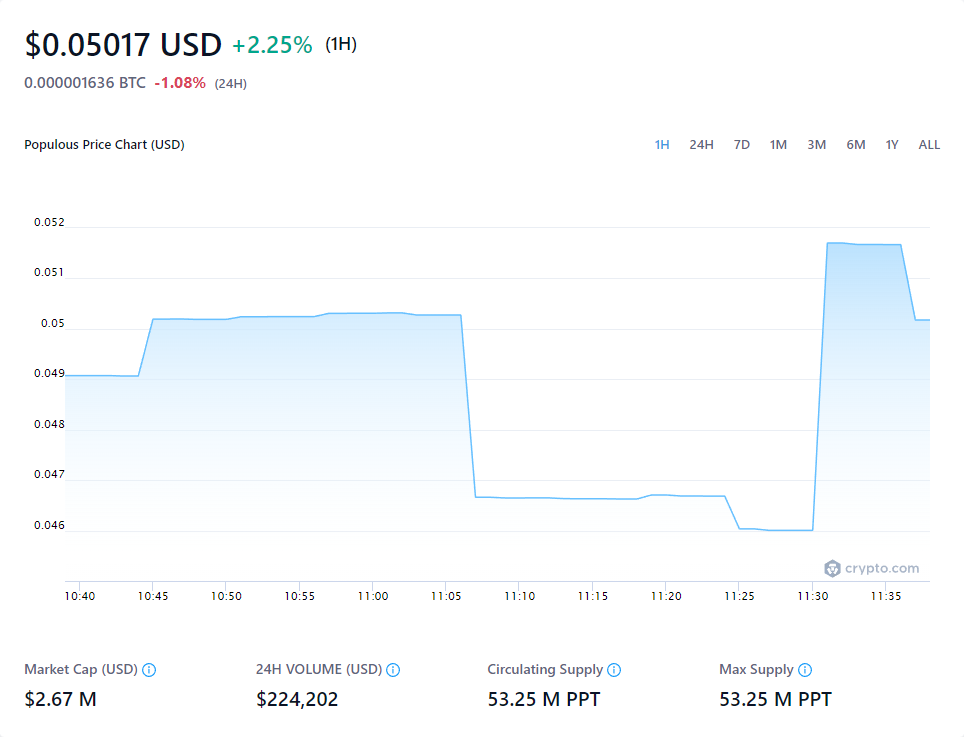 $0.05017 USD +2.25% (1H)
0.000001636 BTC -1.08% (24H)
Populous Price Chart (USD)
1H 24H 7D 1M 3M 6M 1Y ALL
0.052
0.051
0.05
0.049
0.048
0.047
0.046
crypto.com
10:40 10:45 10:50 10:55 11:00 11:05 11:10 11:15 11:20 11:25 11:30 11:35
Market Cap (USD) 24H VOLUME (USD) Circulating Supply Max Supply
$2.67 M $224,202 53.25 M PPT 53.25 M PPT